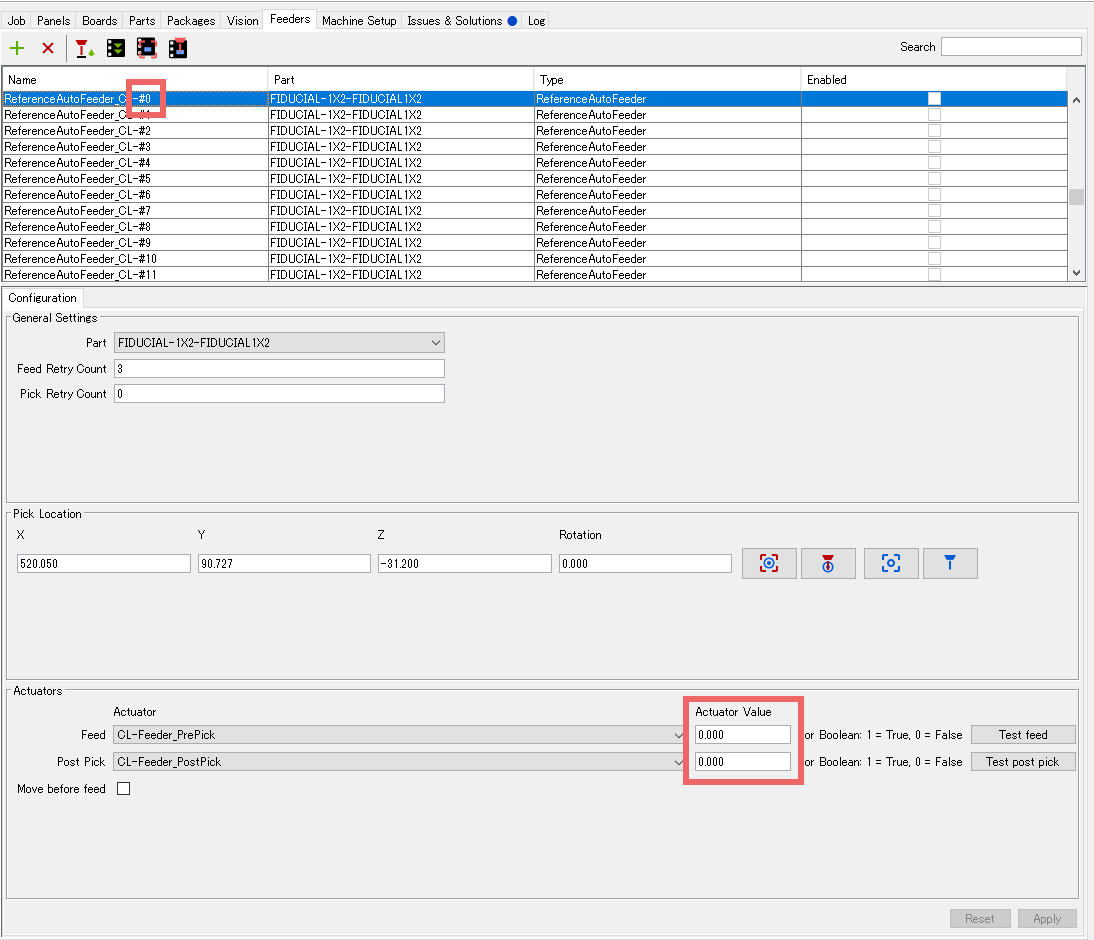 Job Panels Boards Parts Packages Vision Feeders Machine Setup Issues & Solutions Log
Search
Name Part Type Enabled
ReferenceAutoFeeder_CL-#0 FIDUCIAL-1X2-FIDUCIAL1X2 ReferenceAutoFeeder
ReferenceAutoFeeder_CL-#1 FIDUCIAL-1X2-FIDUCIAL1X2 ReferenceAutoFeeder
ReferenceAutoFeeder_CL-#2 FIDUCIAL-1X2-FIDUCIAL1X2 ReferenceAutoFeeder
ReferenceAutoFeeder_CL-#3 FIDUCIAL-1X2-FIDUCIAL1X2 ReferenceAutoFeeder
ReferenceAutoFeeder_CL-#4 FIDUCIAL-1X2-FIDUCIAL1X2 ReferenceAutoFeeder
ReferenceAutoFeeder_CL-#5 FIDUCIAL-1X2-FIDUCIAL1X2 ReferenceAutoFeeder
ReferenceAutoFeeder_CL-#6 FIDUCIAL-1X2-FIDUCIAL1X2 ReferenceAutoFeeder
ReferenceAutoFeeder_CL-#7 FIDUCIAL-1X2-FIDUCIAL1X2 ReferenceAutoFeeder
ReferenceAutoFeeder_CL-#8 FIDUCIAL-1X2-FIDUCIAL1X2 ReferenceAutoFeeder
ReferenceAutoFeeder_CL-#9 FIDUCIAL-1X2-FIDUCIAL1X2 ReferenceAutoFeeder
ReferenceAutoFeeder_CL-#10 FIDUCIAL-1X2-FIDUCIAL1X2 ReferenceAutoFeeder
ReferenceAutoFeeder_CL-#11 FIDUCIAL-1X2-FIDUCIAL1X2 ReferenceAutoFeeder
Configuration
General Settings
Part FIDUCIAL-1X2-FIDUCIAL1X2
Feed Retry Count 3
Pick Retry Count 0
Pick Location
X Y Z Rotation
520.050 90.727 -31.200 0.000
Actuators
Actuator Actuator Value
Feed CL-Feeder_PrePick 0.000 or Boolean: 1 = True, 0 = False Test feed
Post Pick CL-Feeder_PostPick 0.000 or Boolean: 1 = True, 0 = False Test post pick
Move before feed
Reset Apply